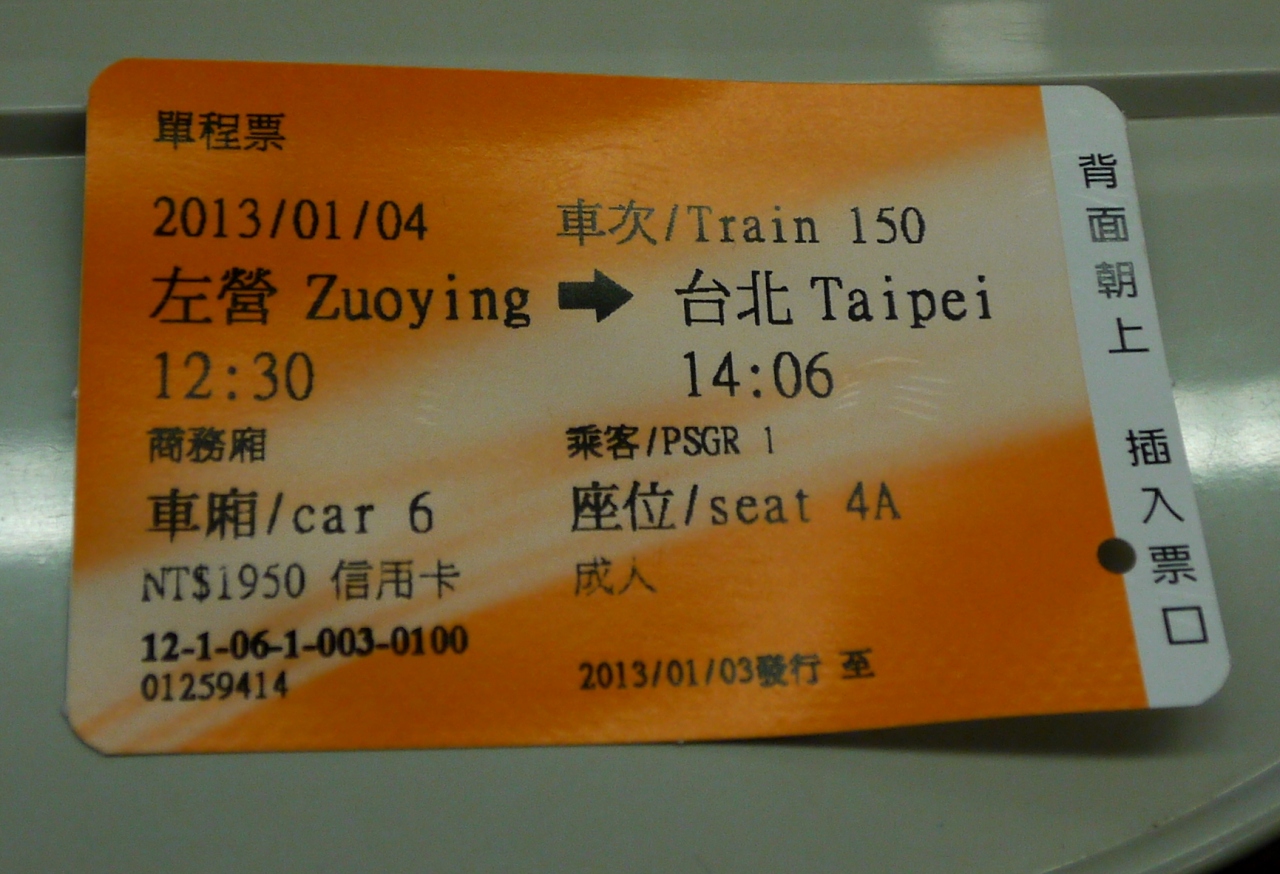 單程票
2013/01/04 車次/Train 150
左營 Zuoying ➡ 台北 Taipei
12:30 14:06
商務廂 乘客/PSGR 1
車廂/car 6 座位/seat 4A
NT$1950 信用卡 成人
12-1-06-1-003-0100
01259414 2013/01/03發行 至
背面朝上 插入票口